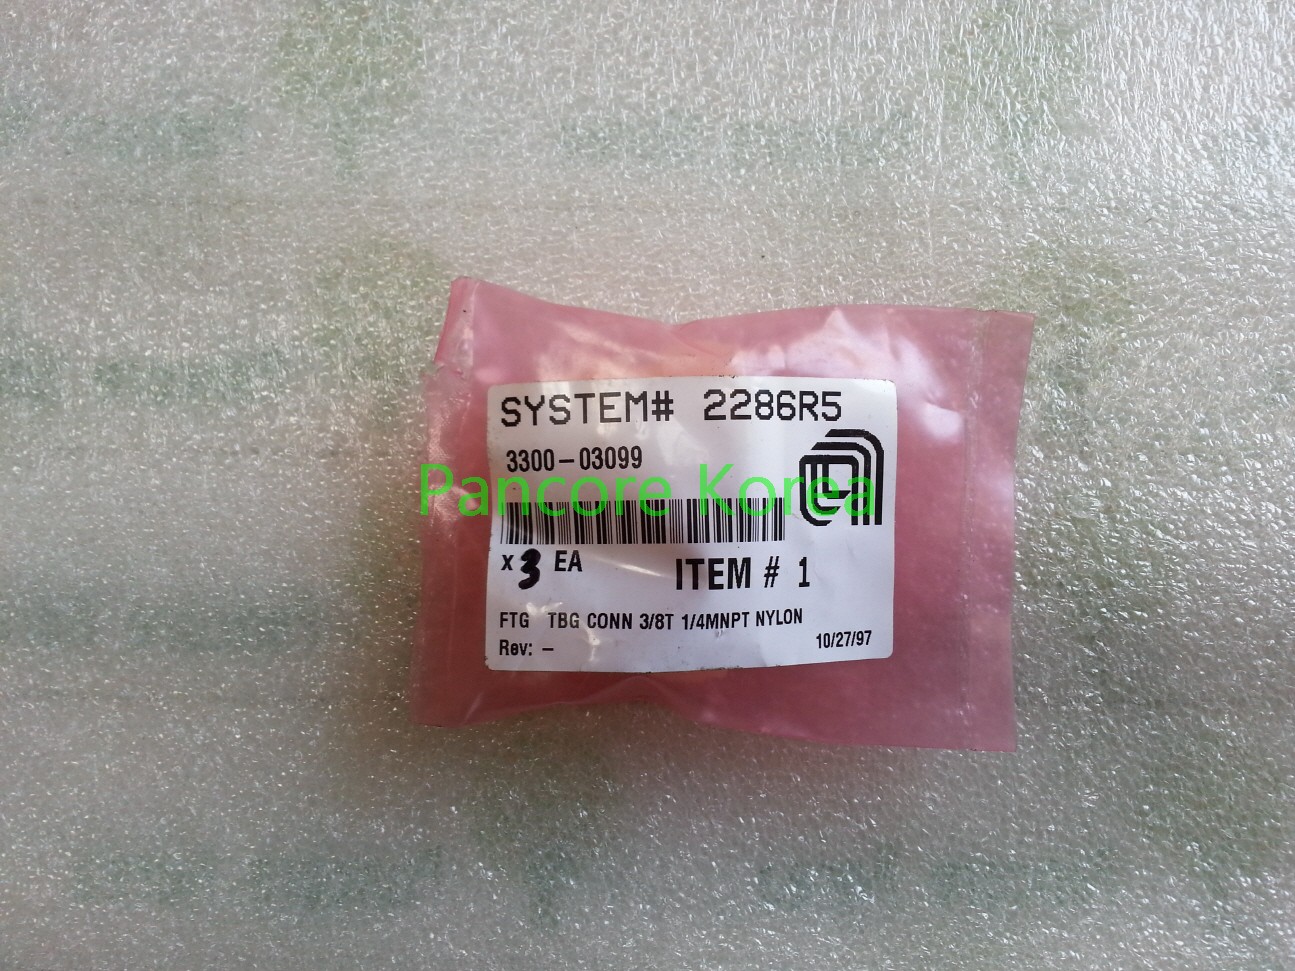 SYSTEM# 2286R5
3300-03099
Pancore Korea
x 3 EA
ITEM # 1
FTG TBG CONN 3/8T 1/4MNPT NYLON
Rev: -
10/27/97